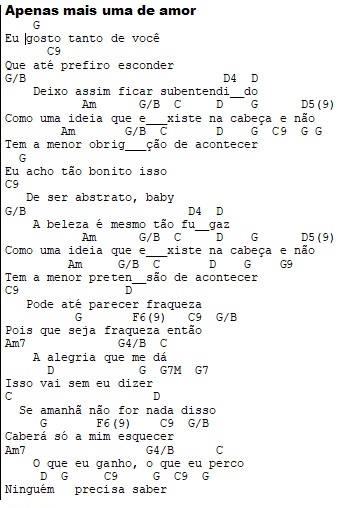 Apenas mais uma de amor
G
Eu gosto tanto de você
C9
Que até prefiro esconder
G/B D4 D
Deixo assim ficar subentendi__do
Am G/B C D G D5(9)
Como uma ideia que e___xiste na cabeça e não
Am G/B C D G C9 G G
Tem a menor obrig___ção de acontecer
G
Eu acho tão bonito isso
C9
De ser abstrato, baby
G/B D4 D
A beleza é mesmo tão fu__gaz
Am G/B C D G D5(9)
Como uma ideia que e___xiste na cabeça e não
Am G/B C D G G9
Tem a menor preten__são de acontecer
C9 D
Pode até parecer fraqueza
G F6(9) C9 G/B
Pois que seja fraqueza então
Am7 G4/B C
A alegria que me dá
D G G7M G7
Isso vai sem eu dizer
C D
Se amanhã não for nada disso
G F6(9) C9 G/B
Caberá só a mim esquecer
Am7 G4/B C
O que eu ganho, o que eu perco
D G C9 G C9 G
Ninguém precisa saber